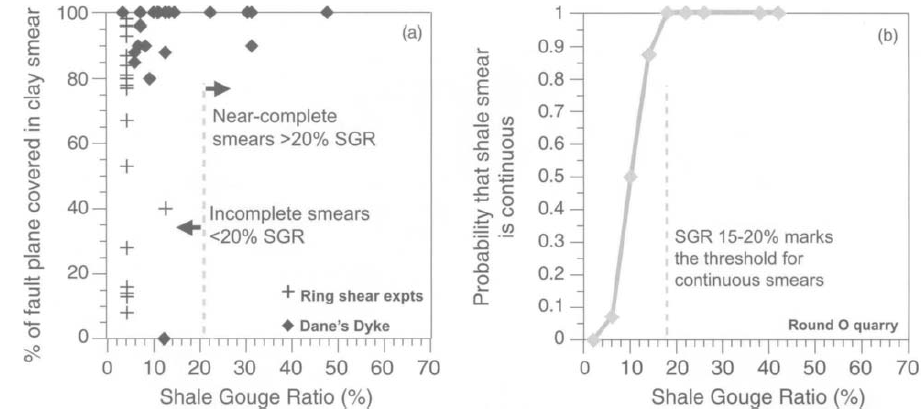 % of fault plane covered in clay smear
100
80
60
40
20
0
(a)
Near-complete
smears >20% SGR
Incomplete smears
<20% SGR
Ring shear expts
Dane's Dyke
0 10 20 30 40 50 60 70
Shale Gouge Ratio (%)
Probability that shale smear
is continuous
1
0.9
0.8
0.7
0.6
0.5
0.4
0.3
0.2
0.1
0
(b)
SGR 15-20% marks
the threshold for
continuous smears
Round O quarry
0 10 20 30 40 50 60 70
Shale Gouge Ratio (%)